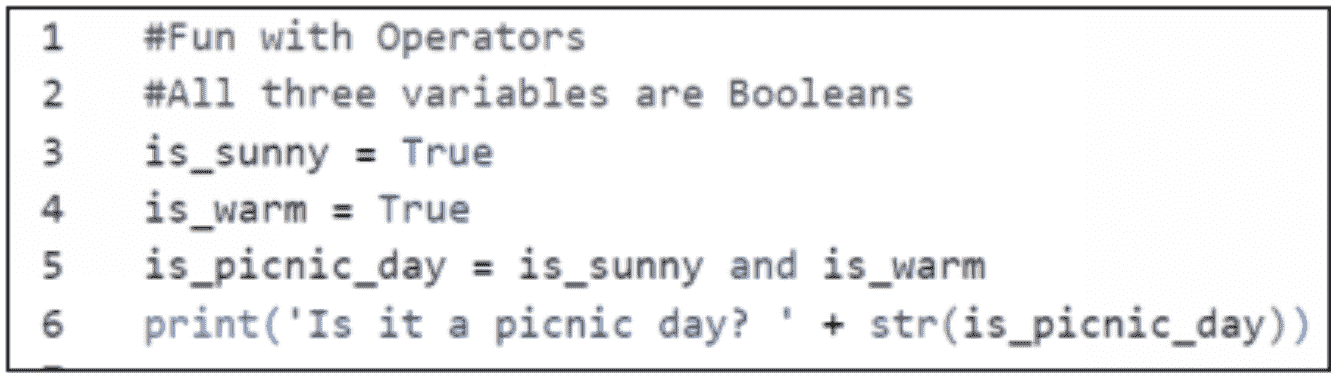 1 #Fun with Operators
2 #All three variables are Booleans
3 is_sunny = True
4 is_warm = True
5 is_picnic_day = is_sunny and is_warm
6 print('Is it a picnic day? ' + str(is_picnic_day))